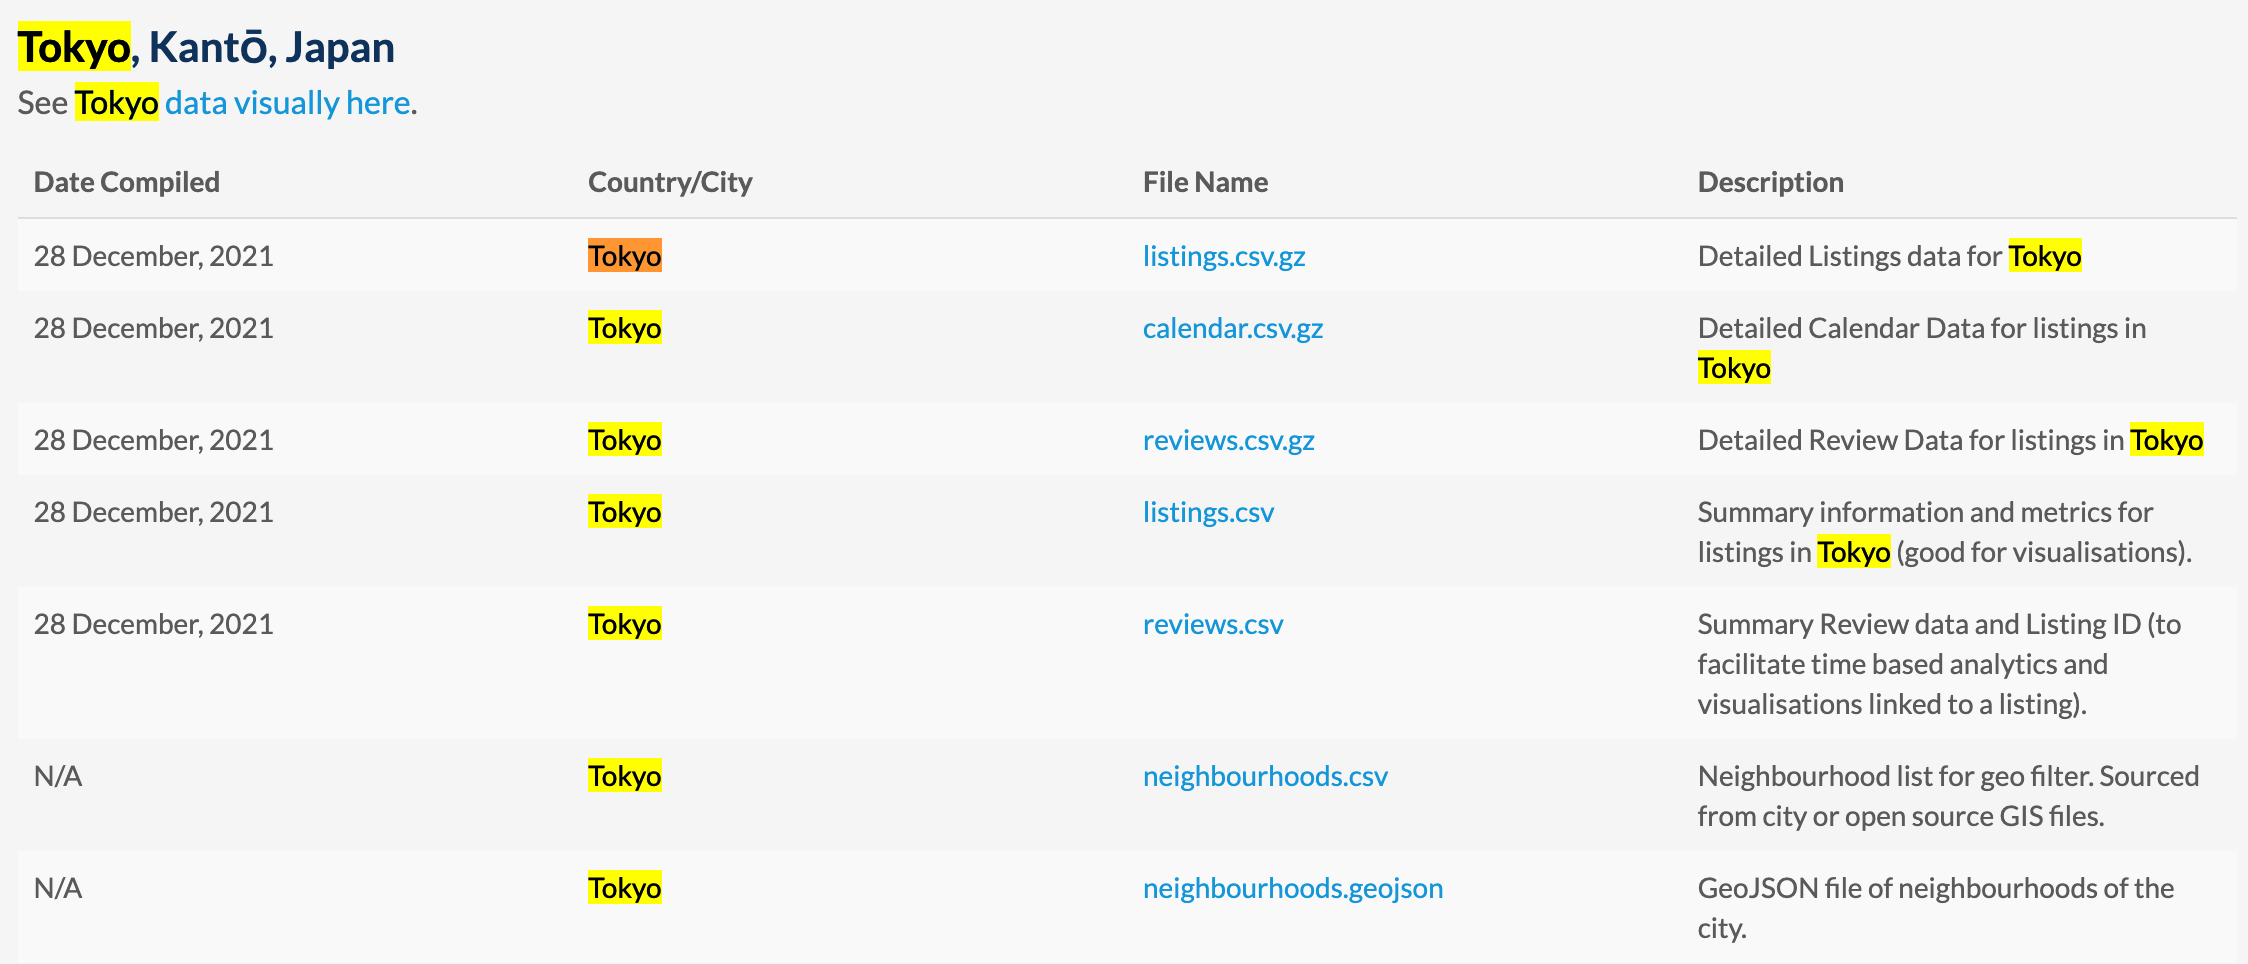 Tokyo, Kantō, Japan
See Tokyo data visually here.
Date Compiled Country/City File Name Description
28 December, 2021 Tokyo listings.csv.gz Detailed Listings data for Tokyo
28 December, 2021 Tokyo calendar.csv.gz Detailed Calendar Data for listings in
Tokyo
28 December, 2021 Tokyo reviews.csv.gz Detailed Review Data for listings in Tokyo
28 December, 2021 Tokyo listings.csv Summary information and metrics for
listings in Tokyo (good for visualisations).
28 December, 2021 Tokyo reviews.csv Summary Review data and Listing ID (to
facilitate time based analytics and
visualisations linked to a listing).
N/A Tokyo neighbourhoods.csv Neighbourhood list for geo filter. Sourced
from city or open source GIS files.
N/A Tokyo neighbourhoods.geojson GeoJSON file of neighbourhoods of the
city.